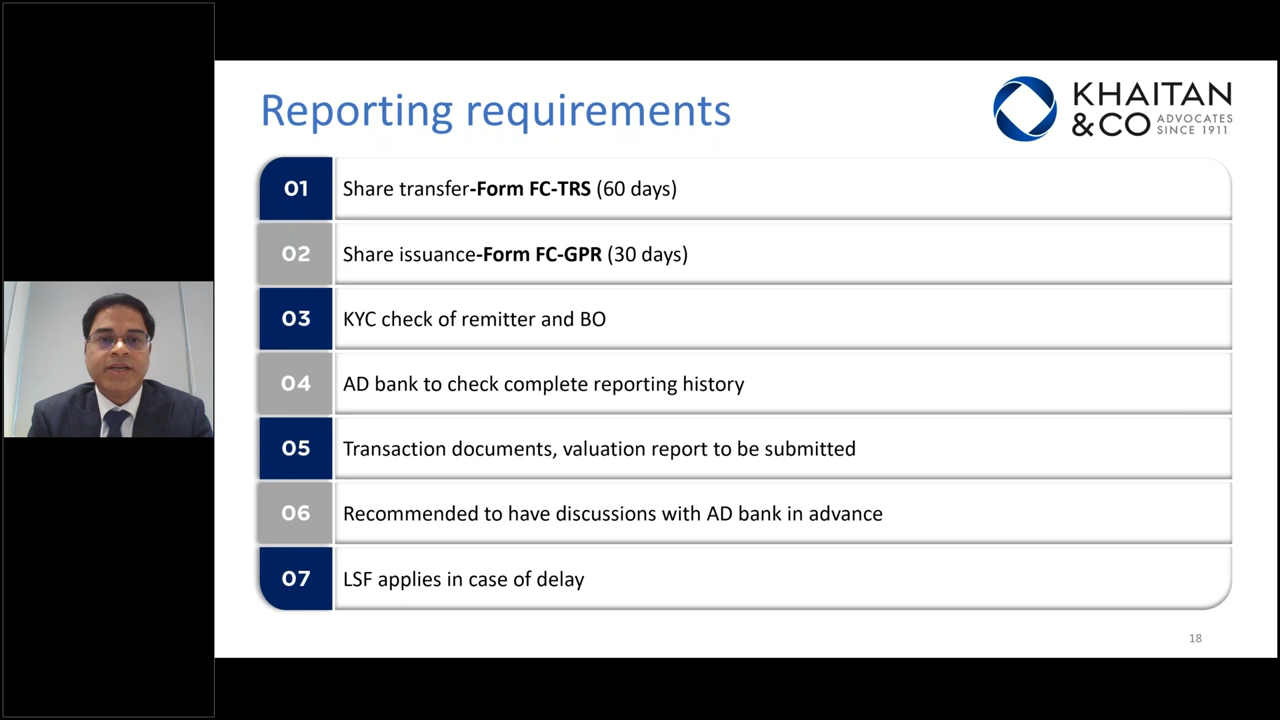 Reporting requirements
KHAITAN
&CO ADVOCATES
SINCE 1911
01 Share transfer-Form FC-TRS (60 days)
02 Share issuance-Form FC-GPR (30 days)
03 KYC check of remitter and BO
04 AD bank to check complete reporting history
05 Transaction documents, valuation report to be submitted
06 Recommended to have discussions with AD bank in advance
07 LSF applies in case of delay
18